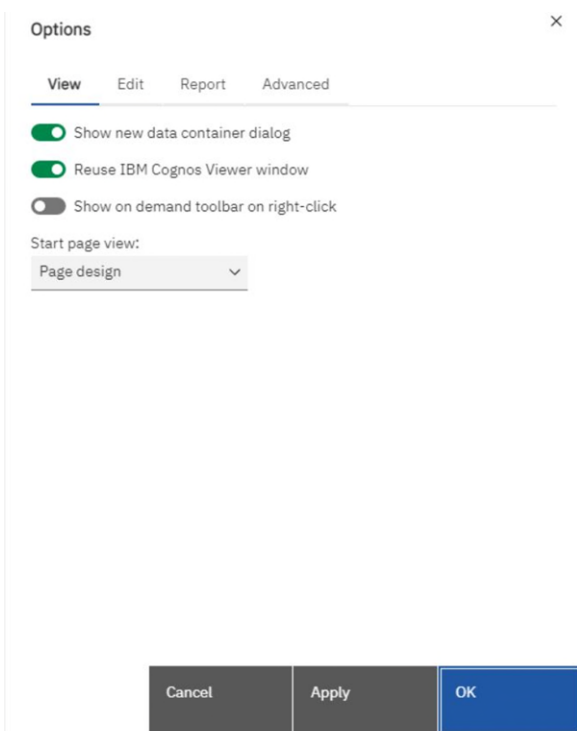 Options
View Edit Report Advanced
Show new data container dialog
Reuse IBM Cognos Viewer window
Show on demand toolbar on right-click
Start page view:
Page design
Cancel Apply OK